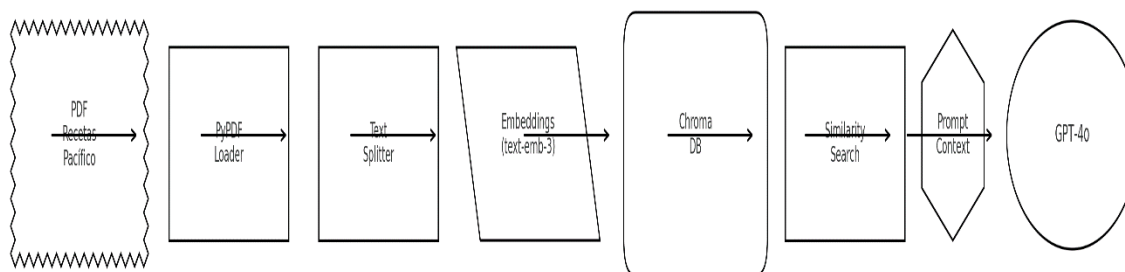 PDF
Recetas
Pacífico
PyPDF
Loader
Text
Splitter
Embeddings
(text-emb-3)
Chroma
DB
Similarity
Search
Prompt
Context
GPT-4o